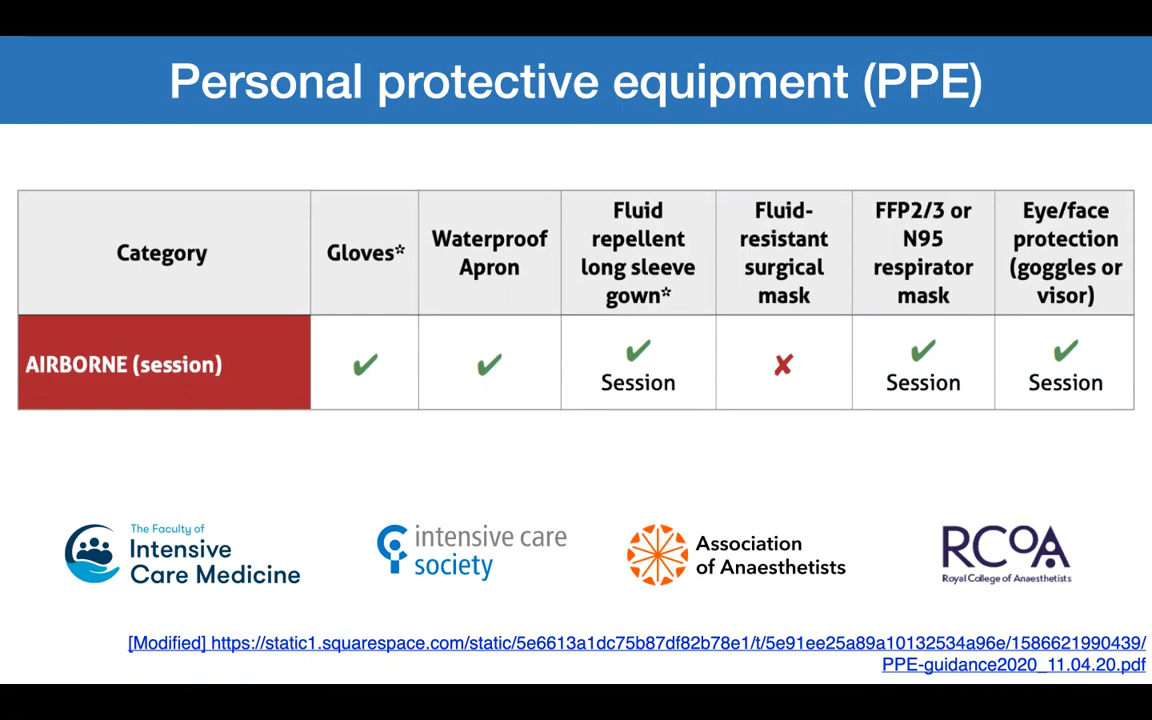 Personal protective equipment (PPE)
Category
Gloves*
Waterproof
Apron
Fluid
repellent
long sleeve
gown*
Fluid-
resistant
surgical
mask
FFP2/3 or
N95
respirator
mask
Eye/face
protection
(goggles or
visor)
AIRBORNE (session)
✔
✔
✔
Session
✘
✔
Session
✔
Session
The Faculty of
Intensive
Care Medicine
intensive care
society
Association
of Anaesthetists
RCOA
Royal College of Anaesthetists
[Modified] https://static1.squarespace.com/static/5e6613a1dc75b87df82b78e1/t/5e91ee25a89a10132534a96e/1586621990439/
PPE-guidance2020_11.04.20.pdf